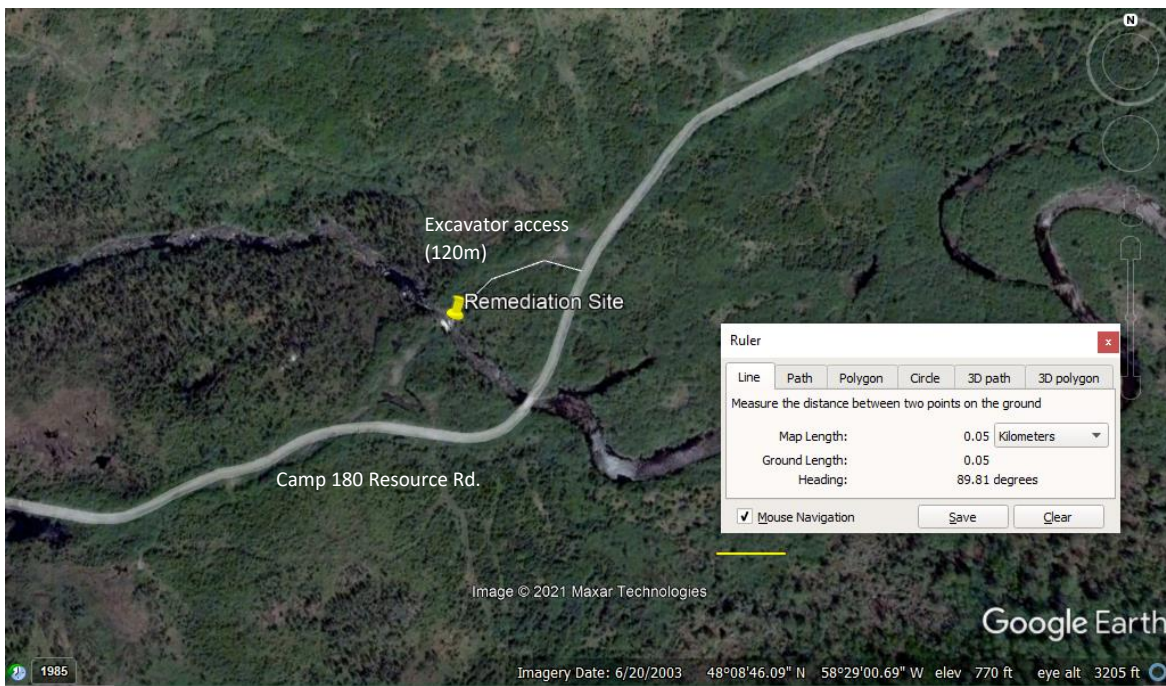 N
Excavator access
(120m)
Remediation Site
Ruler
x
Line Path Polygon Circle 3D path 3D polygon
Measure the distance between two points on the ground
Map Length: 0.05 Kilometers
Ground Length: 0.05
Heading: 89.81 degrees
Mouse Navigation Save Clear
Camp 180 Resource Rd.
Image © 2021 Maxar Technologies
Google Earth
1985
Imagery Date: 6/20/2003 48°08'46.09" N 58°29'00.69" W elev 770 ft eye alt 3205 ft